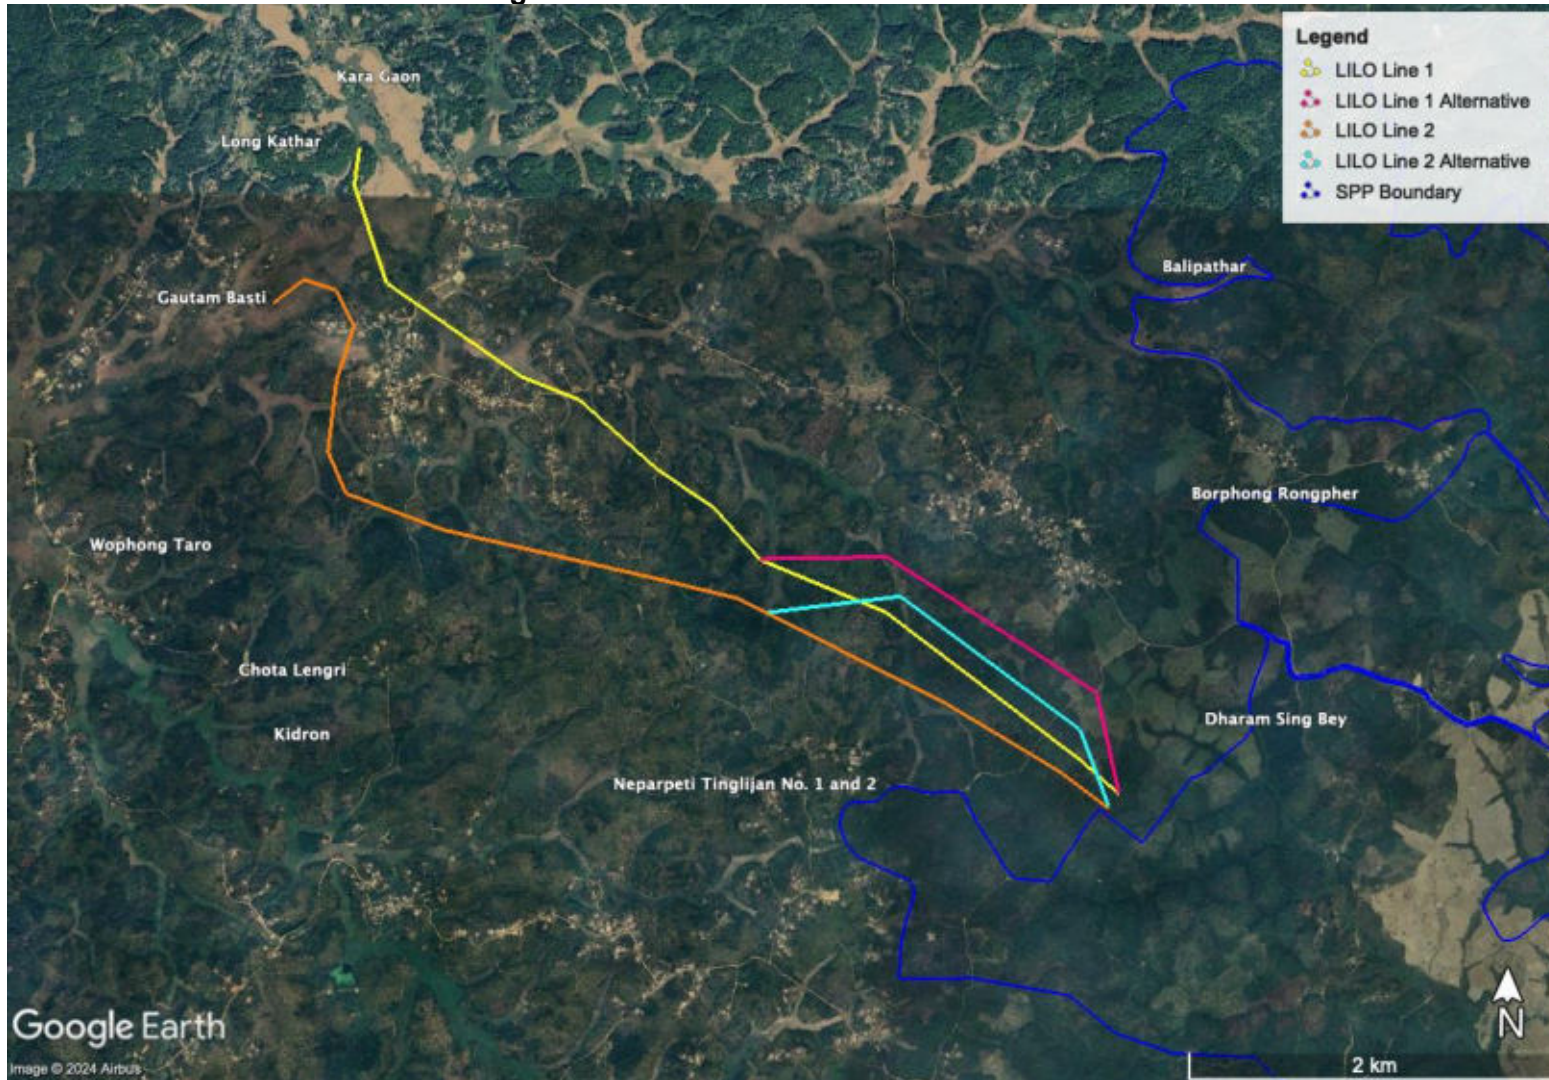 Legend
LILO Line 1
LILO Line 1 Alternative
LILO Line 2
LILO Line 2 Alternative
SPP Boundary
Kara Gaon
Long Kathar
Balipathar
Gautam Basti
Borphong Rongpher
Wophong Taro
Chota Lengri
Dharam Sing Bey
Kidron
Neparpeti Tinglijan No. 1 and 2
N
Google Earth
2 km
Image © 2024 Airbus